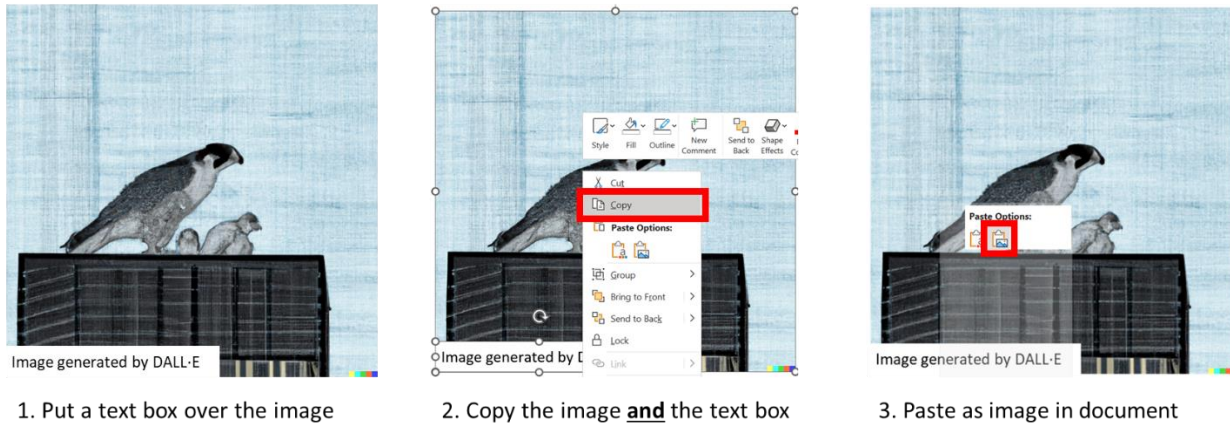 Image generated by DALL·E
1. Put a text box over the image
Style Fill Outline New Comment Send to Back Shape Effects
Cut
Copy
Paste Options:
Group
Bring to Front
Send to Back
Lock
Link
Image generated by D
2. Copy the image and the text box
Paste Options:
Image generated by DALL·E
3. Paste as image in document